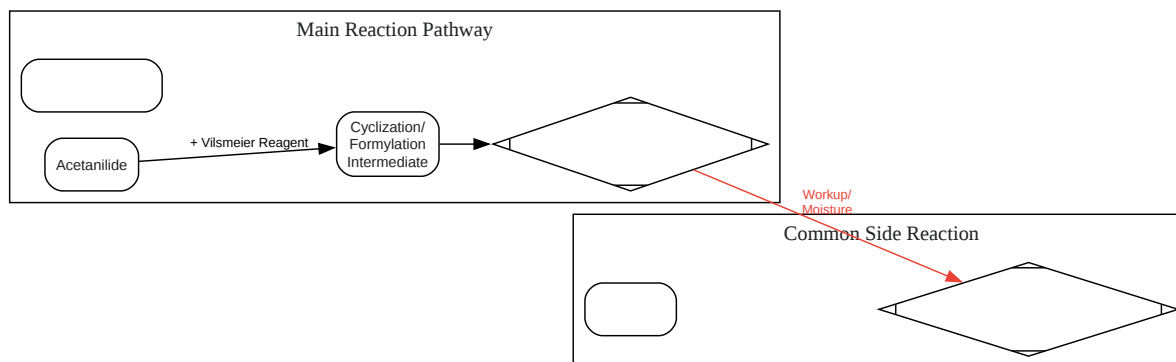 Main Reaction Pathway
+ Vilsmeier Reagent
Acetanilide
Cyclization/
Formylation
Intermediate
Workup/
Moisture
Common Side Reaction